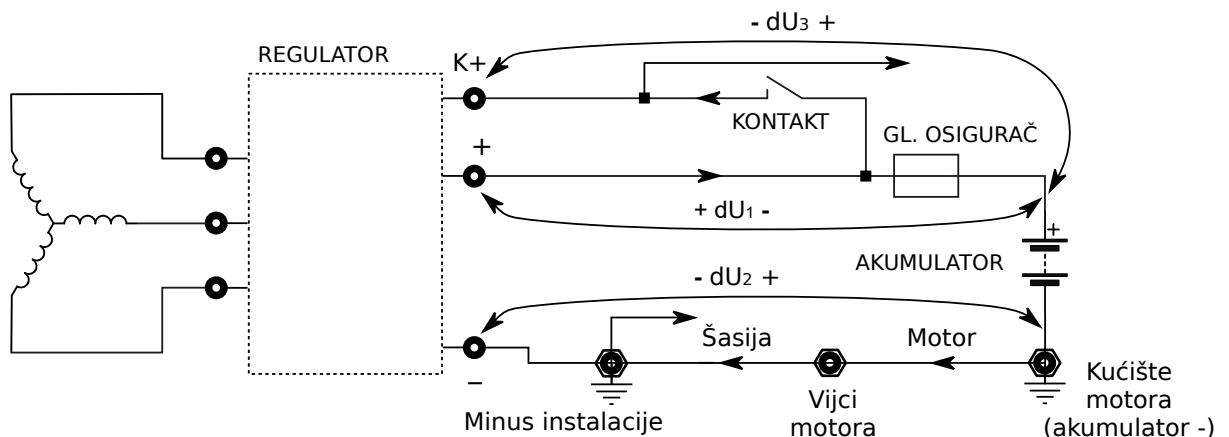 - dU3 +
REGULATOR
K+
KONTAKT
GL. OSIGURAČ
+
+ dU1 -
+
AKUMULATOR
- dU2 +
Šasija
Motor
–
Minus instalacije
Vijci
motora
Kućište
motora
(akumulator -)